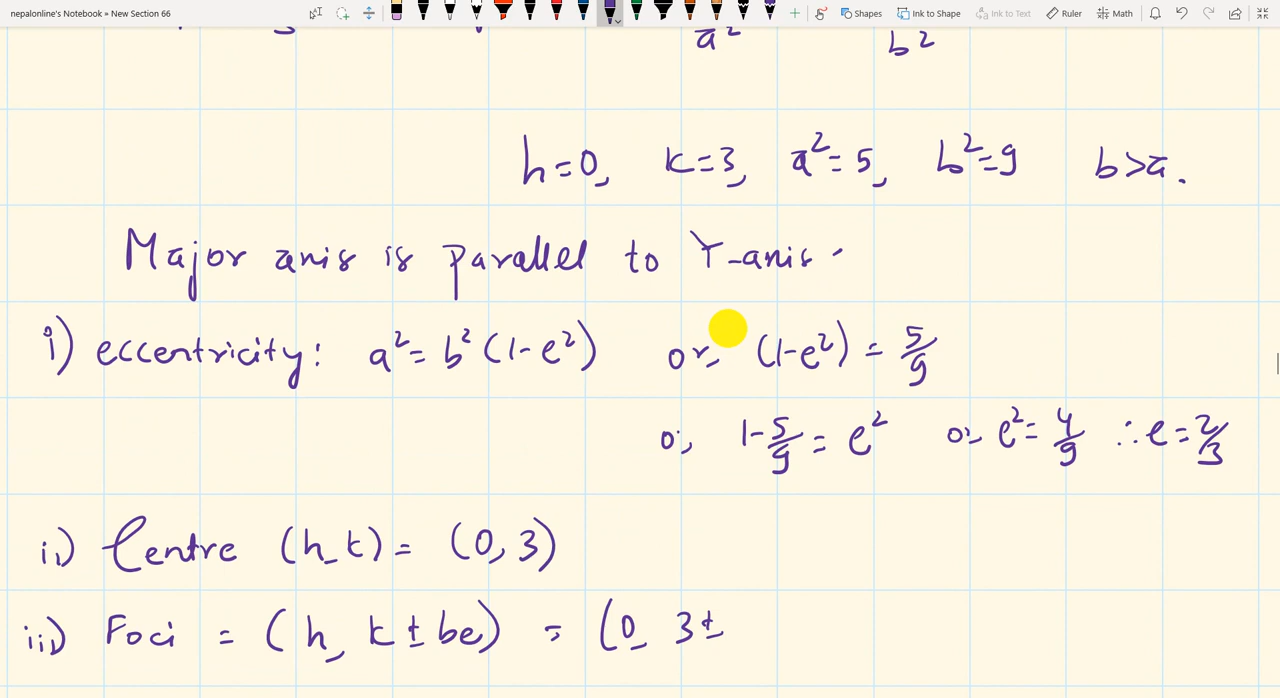 nepalonline's Notebook » New Section 66
Shapes Ink to Shape Ink to Text Ruler Math
a² b²
h=0, k=3, a²=5, b²=9 b>a.
Major axis is parallel to Y-axis.
i) eccentricity: a²=b²(1-e²) or, (1-e²) = 5/9
or, 1-5/9 = e² or, e²=4/9 ∴e=2/3
ii) Centre (h,k)= (0,3)
iii) Foci = (h, k±be) = (0, 3±